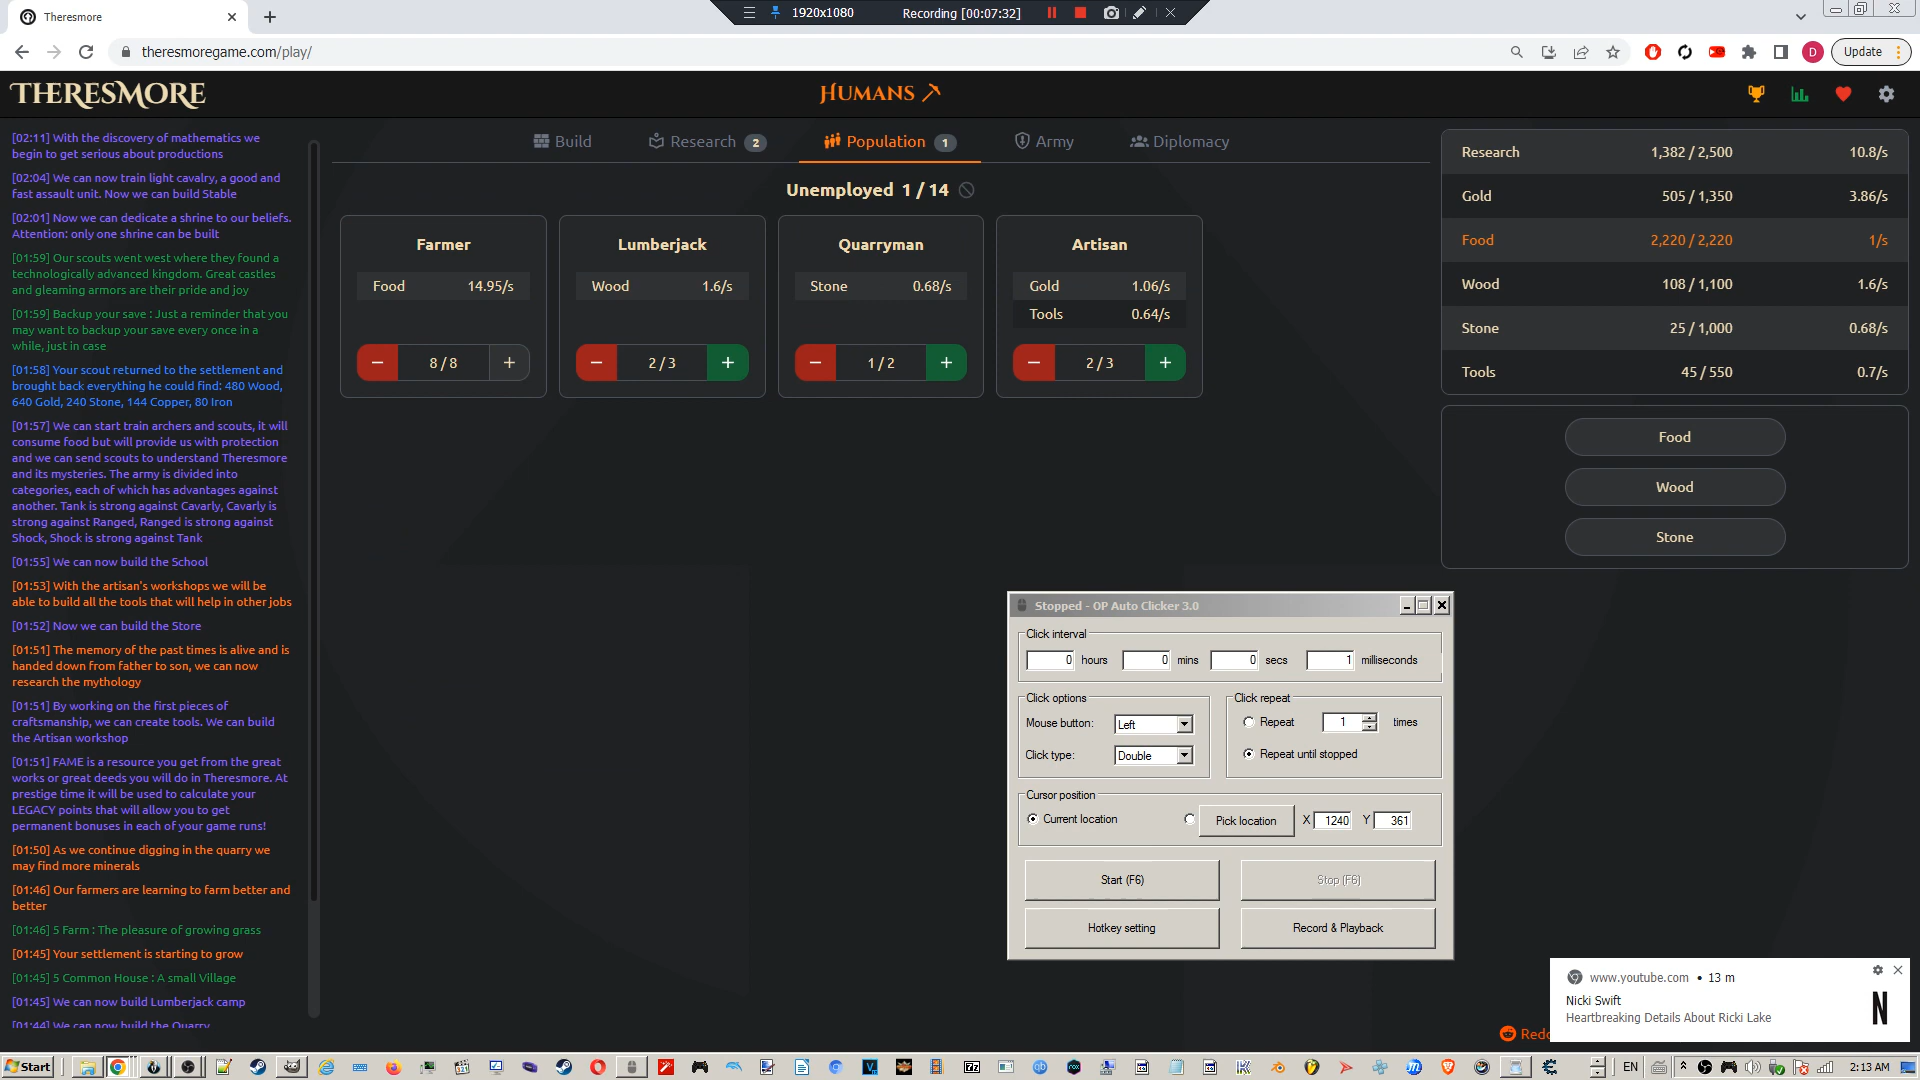 Theresmore
1920x1080
Recording [00:07:32]
theresmoregame.com/play/
D
Update
THERESMORE
HUMANS
[02:11] With the discovery of mathematics we
begin to get serious about productions
[02:04] We can now train light cavalry, a good and
fast assault unit. Now we can build Stable
[02:01] Now we can dedicate a shrine to our beliefs.
Attention: only one shrine can be built
[01:59] Our scouts went west where they found a
technologically advanced kingdom. Great castles
and gleaming armors are their pride and joy
[01:59] Backup your save : Just a reminder that you
may want to backup your save every once in a
while, just in case
[01:58] Your scout returned to the settlement and
brought back everything he could find: 480 Wood,
640 Gold, 240 Stone, 144 Copper, 80 Iron
[01:57] We can start train archers and scouts, it will
consume food but will provide us with protection
and we can send scouts to understand Theresmore
and its mysteries. The army is divided into
categories, each of which has advantages against
another. Tank is strong against Cavarly, Cavarly is
strong against Ranged, Ranged is strong against
Shock, Shock is strong against Tank
[01:55] We can now build the School
[01:53] With the artisan's workshops we will be
able to build all the tools that will help in other jobs
[01:52] Now we can build the Store
[01:51] The memory of the past times is alive and is
handed down from father to son, we can now
research the mythology
[01:51] By working on the first pieces of
craftsmanship, we can create tools. We can build
the Artisan workshop
[01:51] FAME is a resource you get from the great
works or great deeds you will do in Theresmore. At
prestige time it will be used to calculate your
LEGACY points that will allow you to get
permanent bonuses in each of your game runs!
[01:50] As we continue digging in the quarry we
may find more minerals
[01:46] Our farmers are learning to farm better and
better
[01:46] 5 Farm : The pleasure of growing grass
[01:45] Your settlement is starting to grow
[01:45] 5 Common House : A small Village
[01:45] We can now build Lumberjack camp
[01:44] We can now build the Quarry
Build
Research 2
Population 1
Army
Diplomacy
Unemployed 1 / 14
Farmer
Food 14.95/s
− 8 / 8 +
Lumberjack
Wood 1.6/s
− 2 / 3 +
Quarryman
Stone 0.68/s
− 1 / 2 +
Artisan
Gold 1.06/s
Tools 0.64/s
− 2 / 3 +
Research 1,382 / 2,500 10.8/s
Gold 505 / 1,350 3.86/s
Food 2,220 / 2,220 1/s
Wood 108 / 1,100 1.6/s
Stone 25 / 1,000 0.68/s
Tools 45 / 550 0.7/s
Food
Wood
Stone
Stopped - OP Auto Clicker 3.0
Click interval
0 hours 0 mins 0 secs 1 milliseconds
Click options
Mouse button: Left
Click type: Double
Click repeat
Repeat 1 times
Repeat until stopped
Cursor position
Current location
Pick location X 1240 Y 361
Start (F6)
Stop (F6)
Hotkey setting
Record & Playback
www.youtube.com • 13 m
Nicki Swift
Heartbreaking Details About Ricki Lake
N
Start
EN
2:13 AM